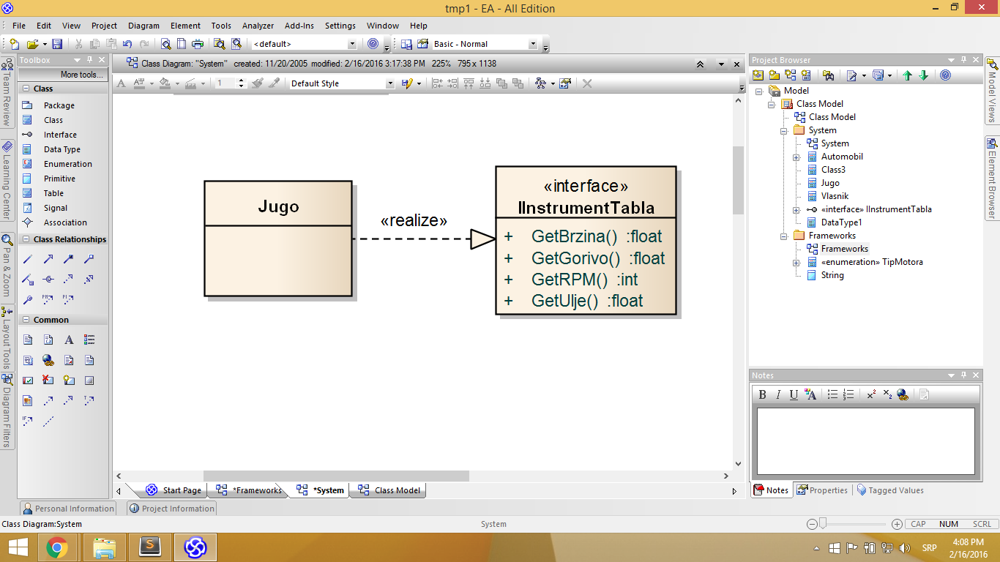 tmp1 - EA - All Edition
File Edit View Project Diagram Element Tools Analyzer Add-Ins Settings Window Help
<default> Basic - Normal
Toolbox
More tools...
Class
Package
Class
Interface
Data Type
Enumeration
Primitive
Table
Signal
Association
Class Relationships
Common
Team Review
Learning Center
Pan & Zoom
Layout Tools
Diagram Filters
Class Diagram: "System" created: 11/20/2005 modified: 2/16/2016 3:17:38 PM 225% 795 x 1138
1 Default Style
Jugo
«realize»
«interface»
IInstrumentTabla
+ GetBrzina() :float
+ GetGorivo() :float
+ GetRPM() :int
+ GetUlje() :float
Start Page *Frameworks *System Class Model
Project Browser
Model
Class Model
Class Model
System
System
Automobil
Class3
Jugo
Vlasnik
«interface» IInstrumentTabla
DataType1
Frameworks
Frameworks
«enumeration» TipMotora
String
Model Views
Element Browser
Notes
B I U A x² x₂
Notes Properties Tagged Values
Personal Information Project Information
Class Diagram:System System CAP NUM SCRL
SRP
4:08 PM
2/16/2016